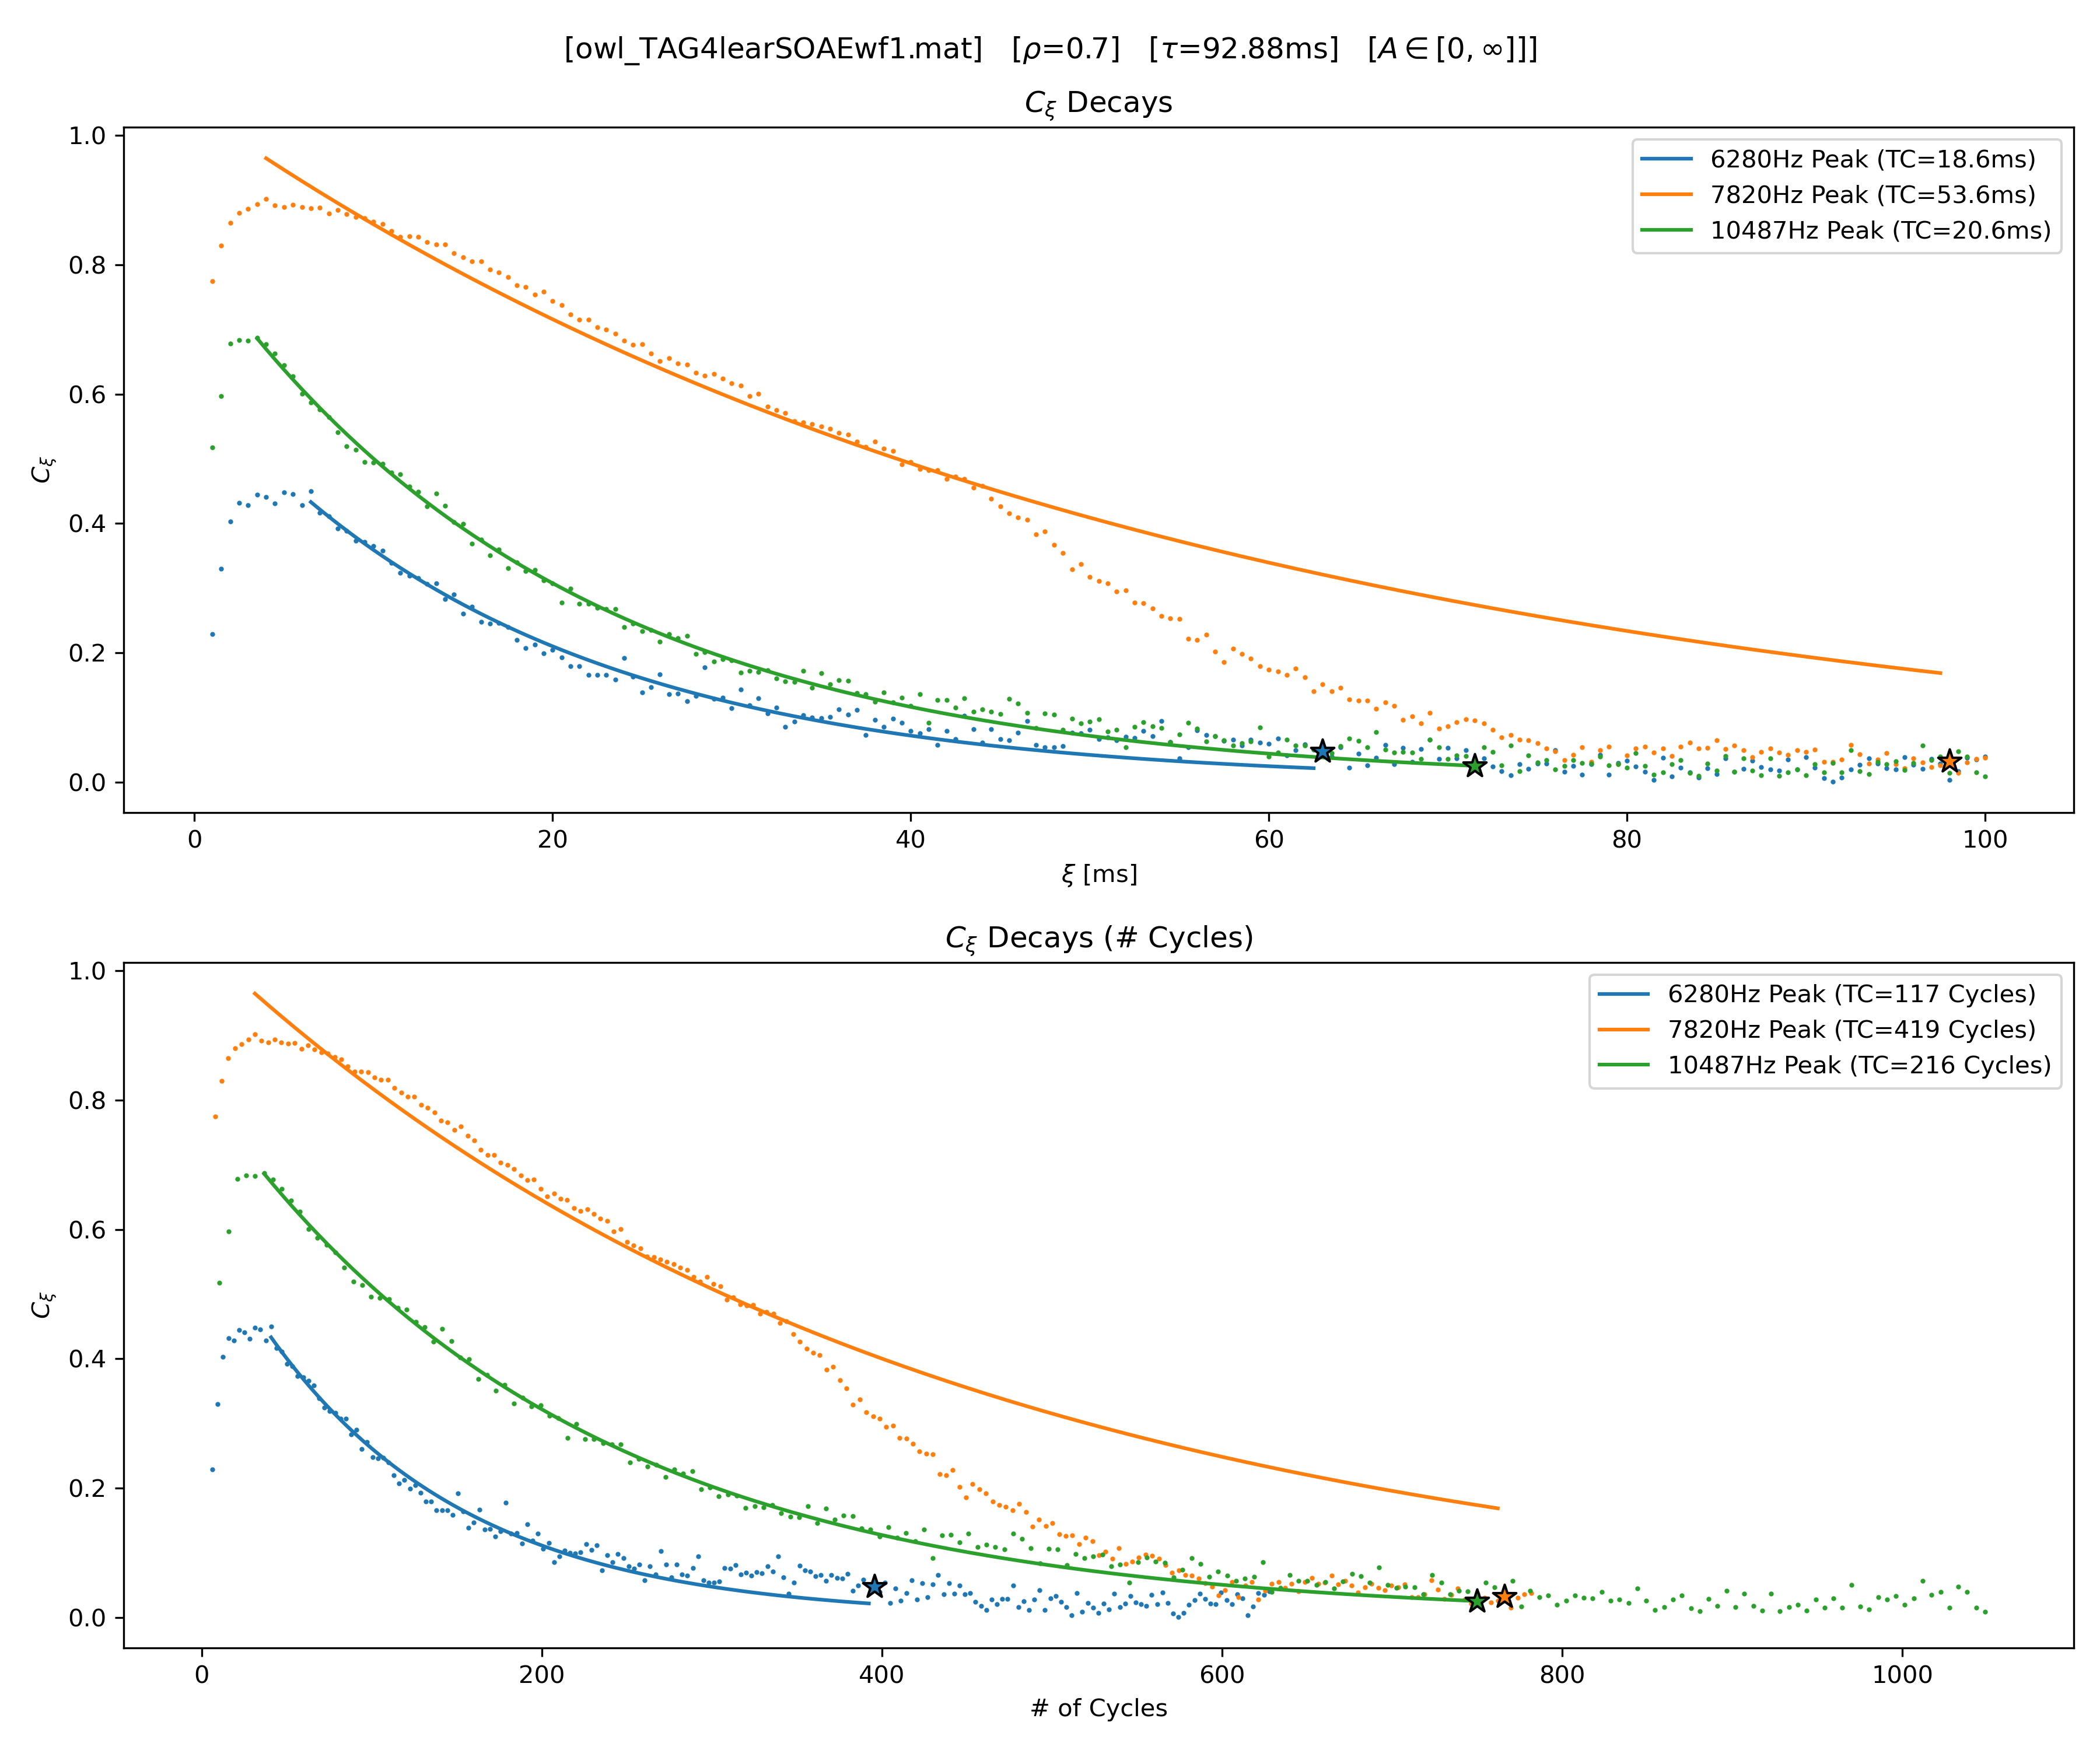 [owl_TAG4learSOAEwf1.mat] [ρ=0.7] [τ=92.88ms] [A ∈ [0, ∞]]]
C_ξ Decays
1.0
0.8
0.6
0.4
0.2
0.0
C_ξ
6280Hz Peak (TC=18.6ms)
7820Hz Peak (TC=53.6ms)
10487Hz Peak (TC=20.6ms)
0 20 40 60 80 100
ξ [ms]
C_ξ Decays (# Cycles)
1.0
0.8
0.6
0.4
0.2
0.0
C_ξ
6280Hz Peak (TC=117 Cycles)
7820Hz Peak (TC=419 Cycles)
10487Hz Peak (TC=216 Cycles)
0 200 400 600 800 1000
# of Cycles